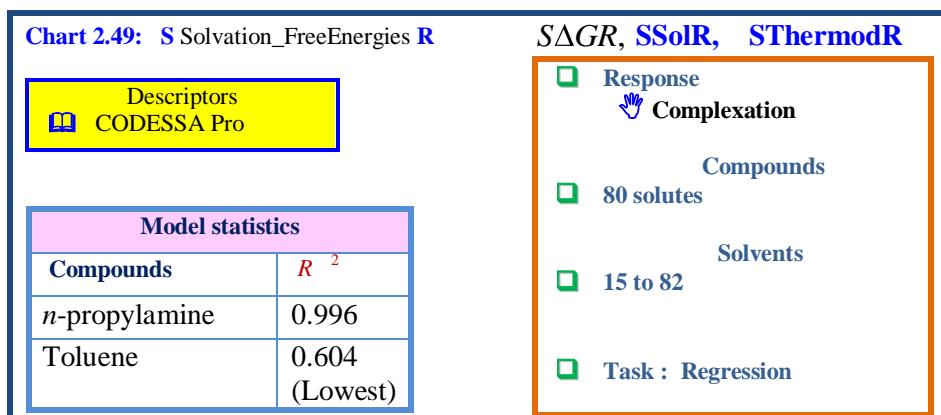 Chart 2.49: S Solvation_FreeEnergies R
SΔGR, SSolR, SThermodR
Descriptors
CODESSA Pro
Model statistics
Compounds R 2
n-propylamine 0.996
Toluene 0.604
(Lowest)
Response
Complexation
Compounds
80 solutes
Solvents
15 to 82
Task : Regression